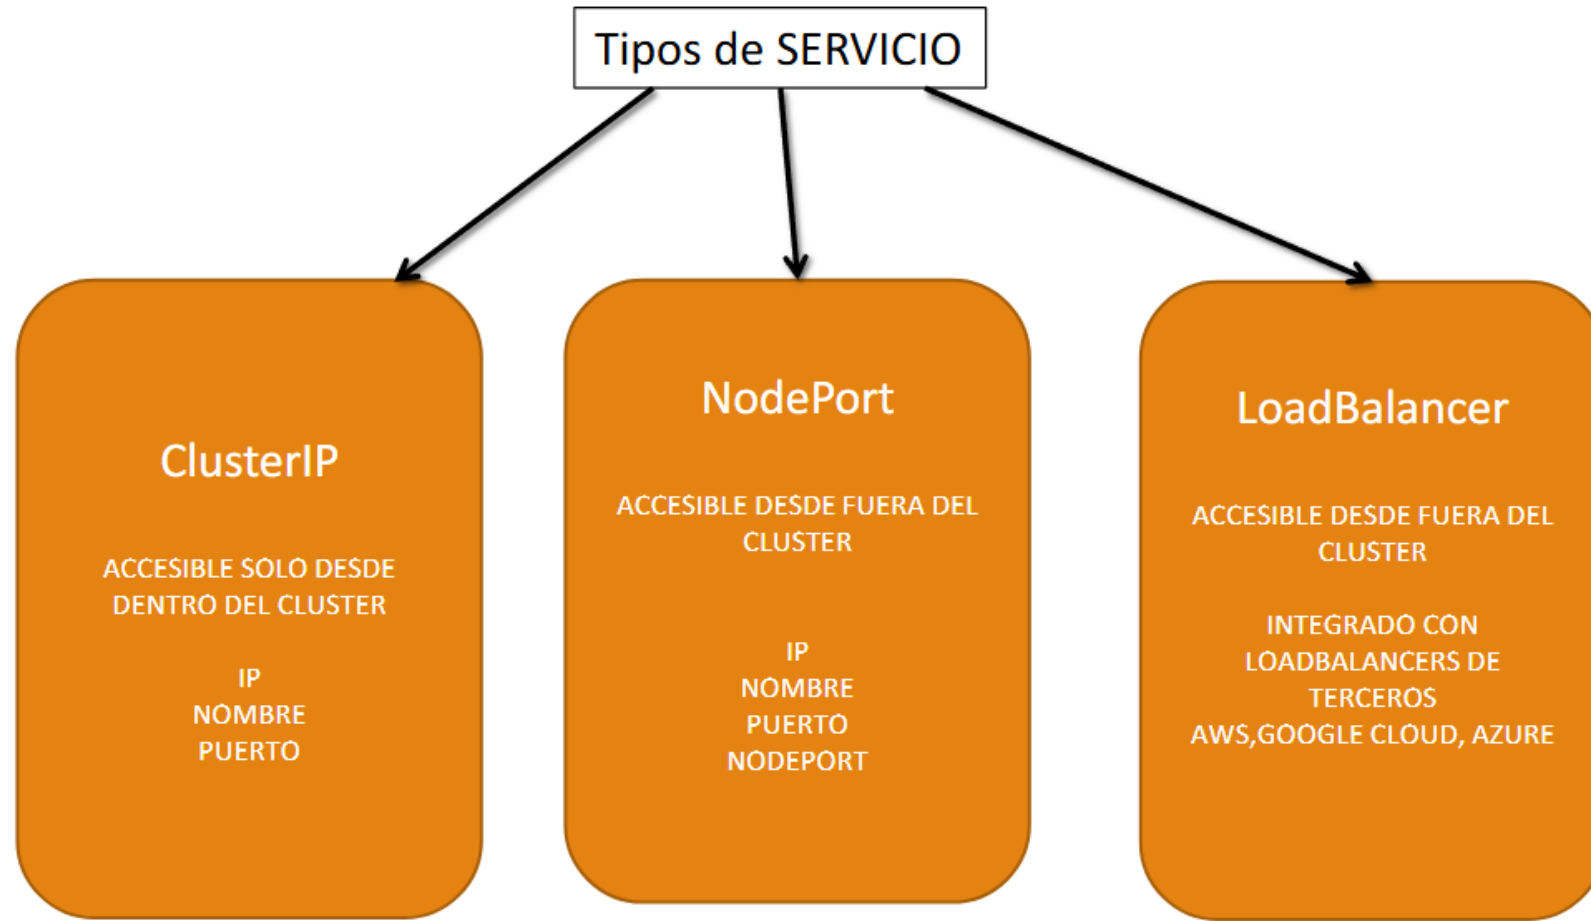 Tipos de SERVICIO
ClusterIP
ACCESIBLE SOLO DESDE
DENTRO DEL CLUSTER
IP
NOMBRE
PUERTO
NodePort
ACCESIBLE DESDE FUERA DEL
CLUSTER
IP
NOMBRE
PUERTO
NODEPORT
LoadBalancer
ACCESIBLE DESDE FUERA DEL
CLUSTER
INTEGRADO CON
LOADBALANCERS DE
TERCEROS
AWS,GOOGLE CLOUD, AZURE